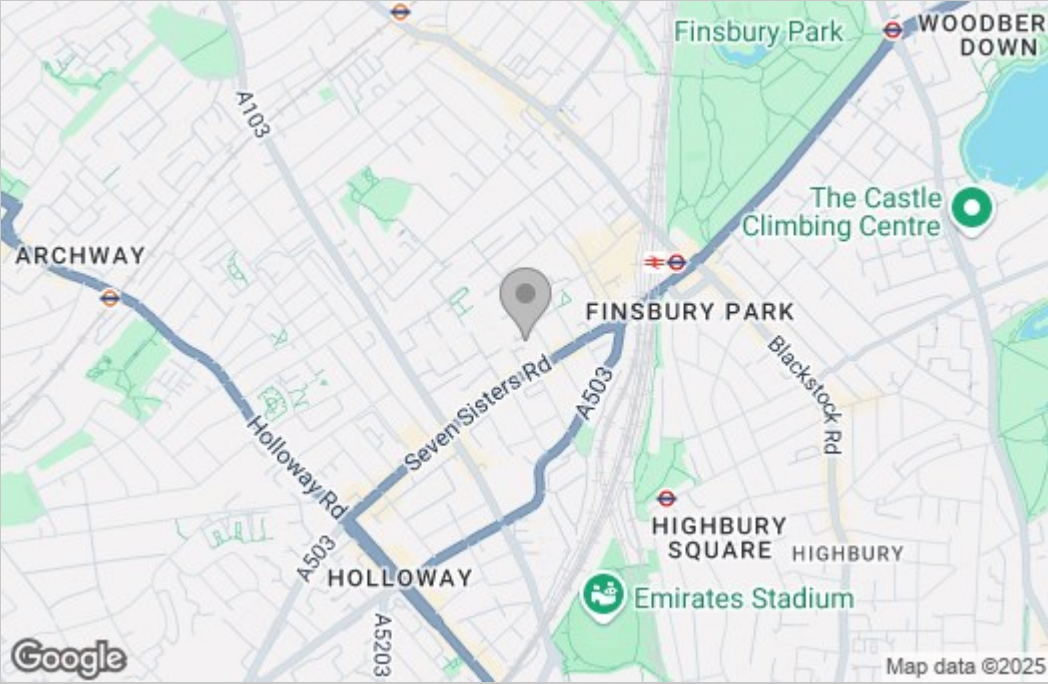 Finsbury Park
WOODBER
DOWN
A103
The Castle
Climbing Centre
ARCHWAY
FINSBURY PARK
Blackstock Rd
Seven Sisters Rd
A503
Holloway Rd
HIGHBURY
SQUARE
HIGHBURY
A503
HOLLOWAY
Emirates Stadium
A5203
Google
Map data ©2025